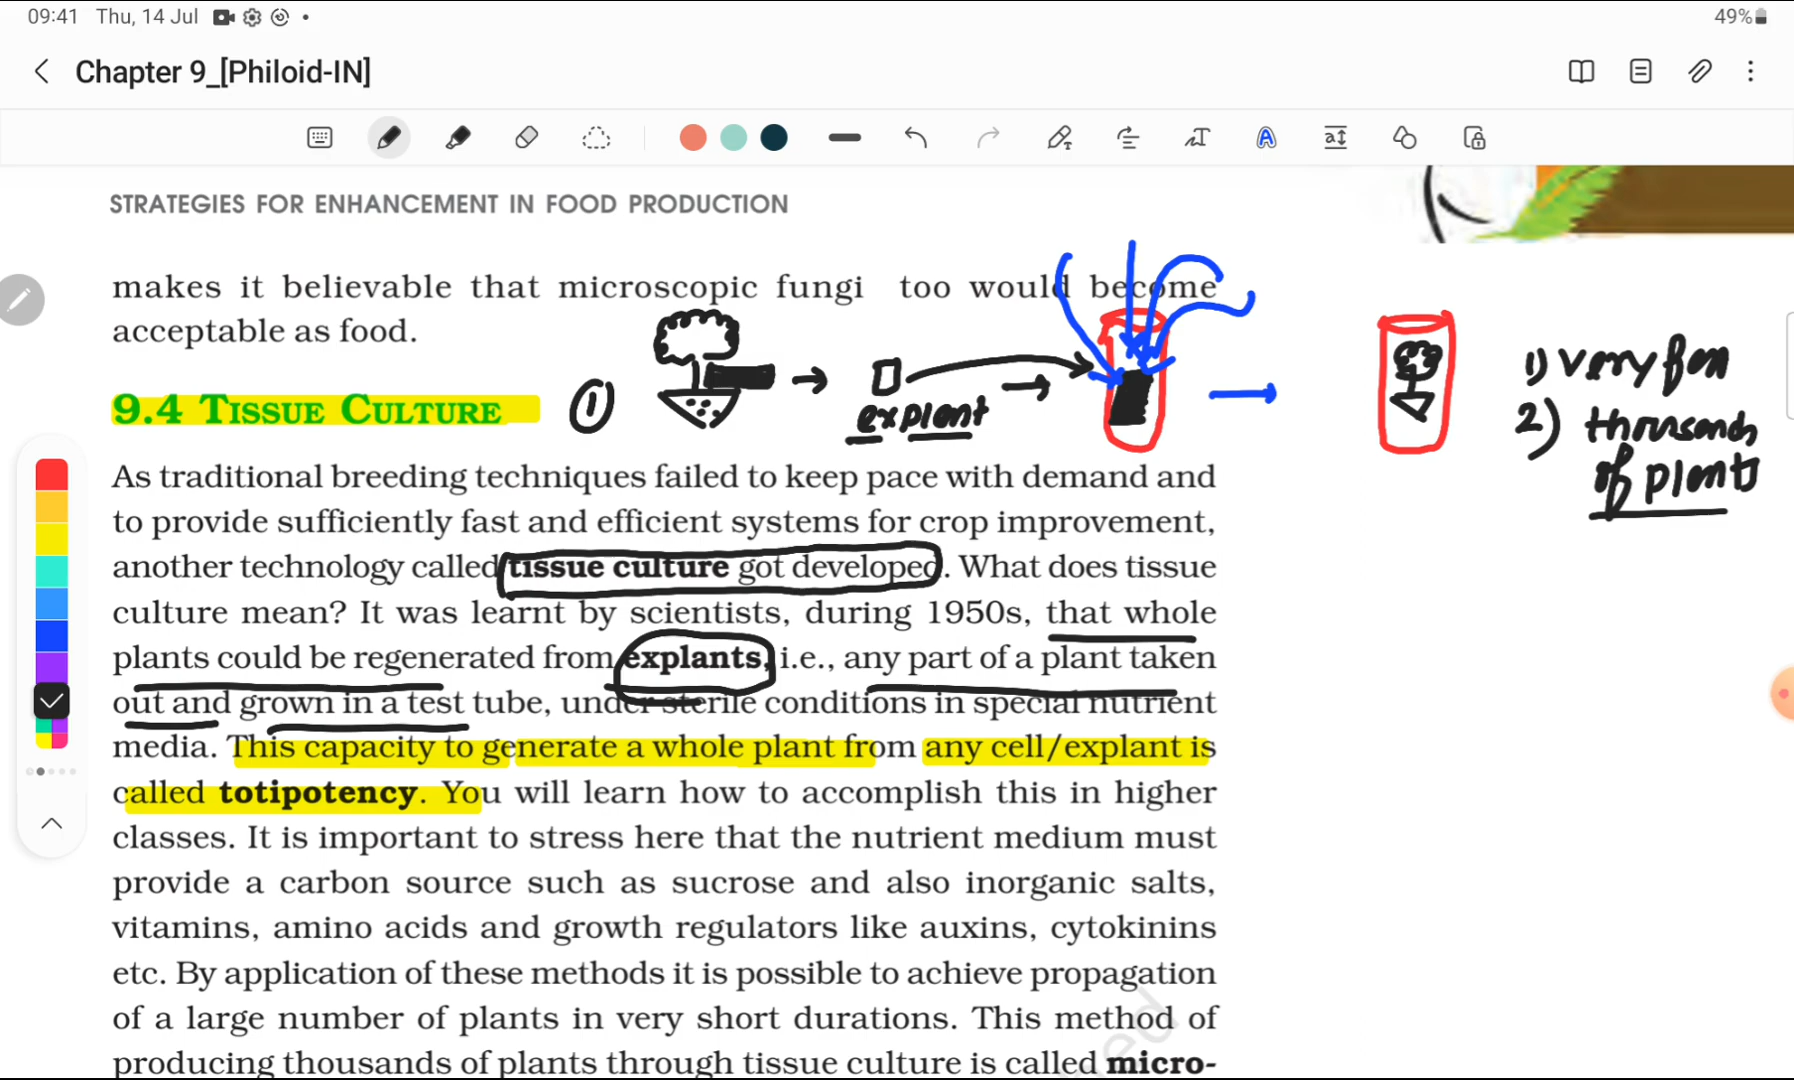 09:41 Thu, 14 Jul
49%
Chapter 9_[Philoid-IN]
STRATEGIES FOR ENHANCEMENT IN FOOD PRODUCTION
makes it believable that microscopic fungi too would become
acceptable as food.
9.4 TISSUE CULTURE
1
explant
1) very
2) thousands
of plants
As traditional breeding techniques failed to keep pace with demand and
to provide sufficiently fast and efficient systems for crop improvement,
another technology called tissue culture got developed. What does tissue
culture mean? It was learnt by scientists, during 1950s, that whole
plants could be regenerated from explants, i.e., any part of a plant taken
out and grown in a test tube, under sterile conditions in special nutrient
media. This capacity to generate a whole plant from any cell/explant is
called totipotency. You will learn how to accomplish this in higher
classes. It is important to stress here that the nutrient medium must
provide a carbon source such as sucrose and also inorganic salts,
vitamins, amino acids and growth regulators like auxins, cytokinins
etc. By application of these methods it is possible to achieve propagation
of a large number of plants in very short durations. This method of
producing thousands of plants through tissue culture is called micro-